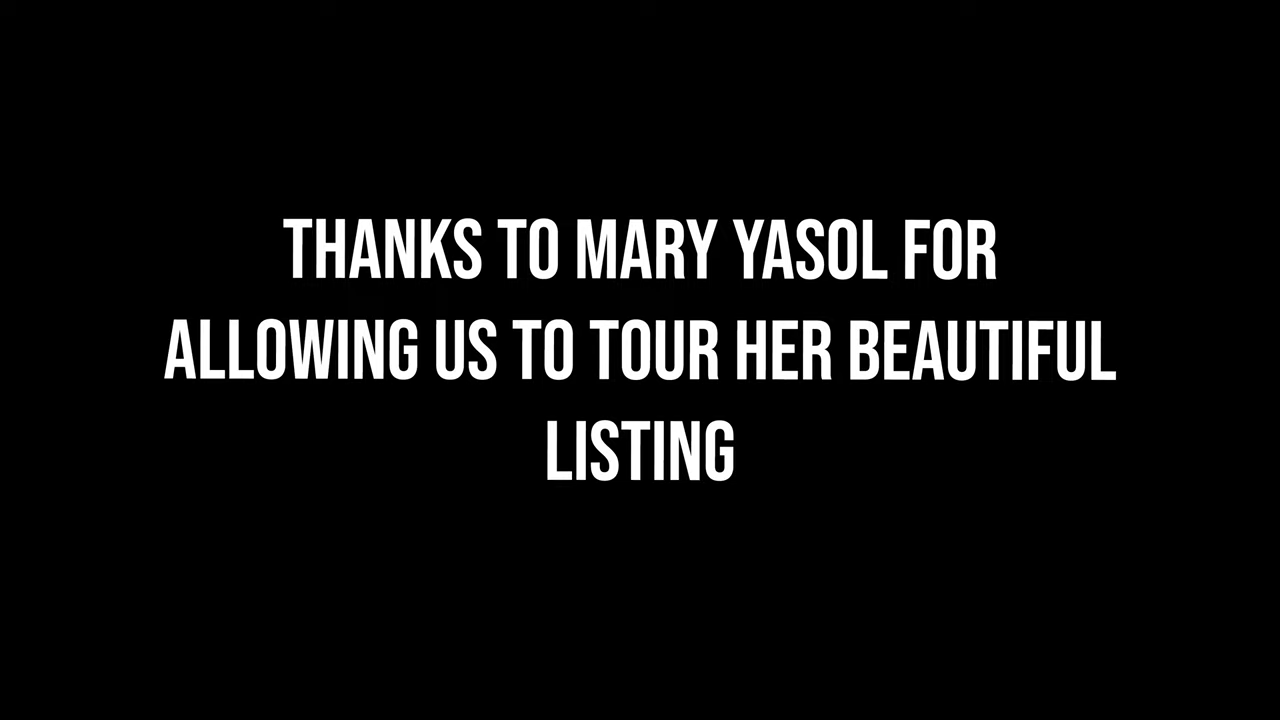 THANKS TO MARY YASOL FOR
ALLOWING US TO TOUR HER BEAUTIFUL
LISTING